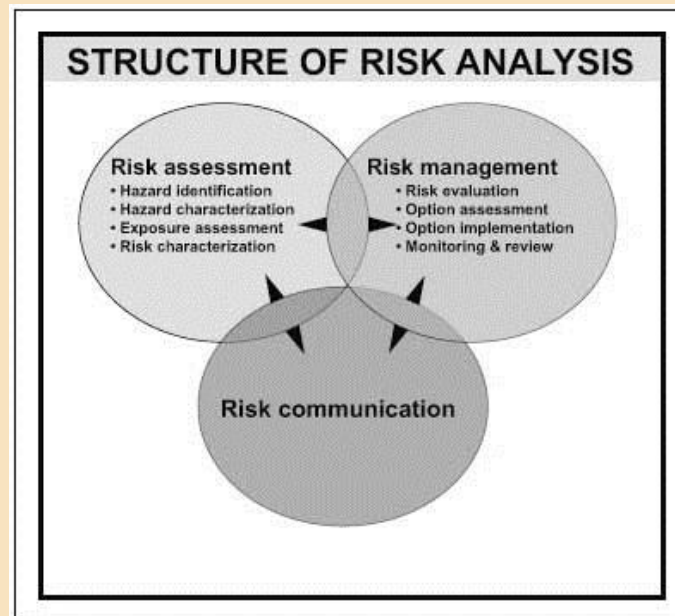 STRUCTURE OF RISK ANALYSIS
Risk assessment
• Hazard identification
• Hazard characterization
• Exposure assessment
• Risk characterization
Risk management
• Risk evaluation
• Option assessment
• Option implementation
• Monitoring & review
Risk communication